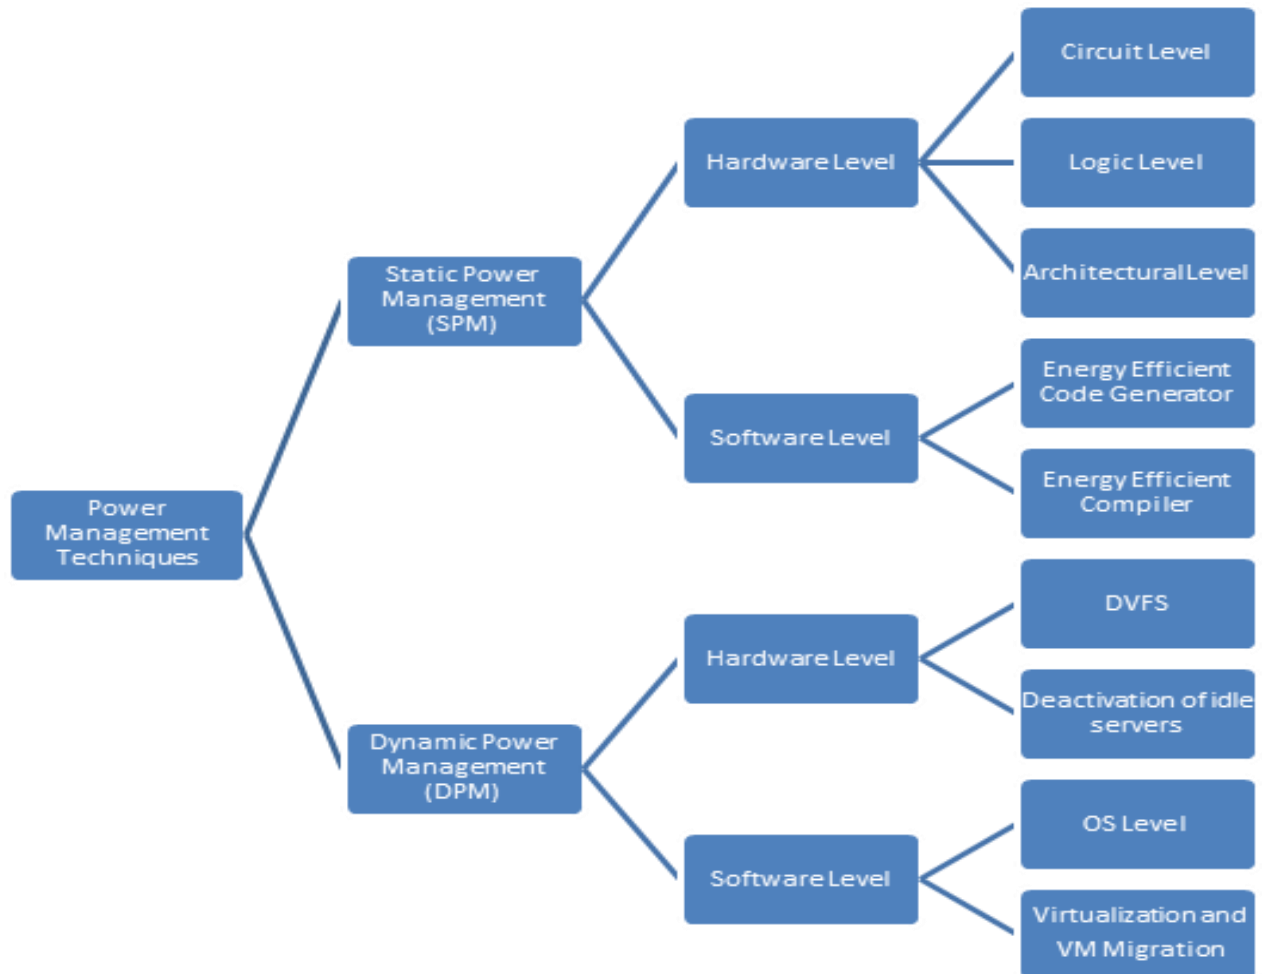 Power
Management
Techniques
Static Power
Management
(SPM)
Hardware Level
Circuit Level
Logic Level
Architectural Level
Software Level
Energy Efficient
Code Generator
Energy Efficient
Compiler
Dynamic Power
Management
(DPM)
Hardware Level
DVFS
Deactivation of idle
servers
Software Level
OS Level
Virtualization and
VM Migration